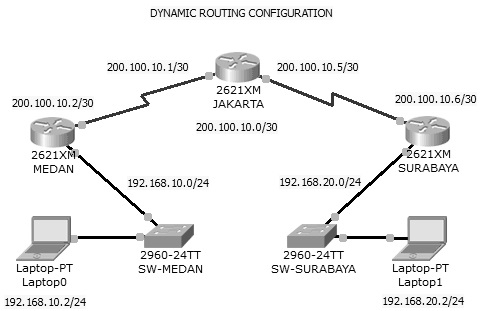 DYNAMIC ROUTING CONFIGURATION
200.100.10.1/30
200.100.10.5/30
2621XM
JAKARTA
200.100.10.2/30
200.100.10.0/30
200.100.10.6/30
2621XM
MEDAN
2621XM
SURABAYA
192.168.10.0/24
192.168.20.0/24
Laptop-PT
Laptop0
2960-24TT
SW-MEDAN
2960-24TT
SW-SURABAYA
Laptop-PT
Laptop1
192.168.10.2/24
192.168.20.2/24